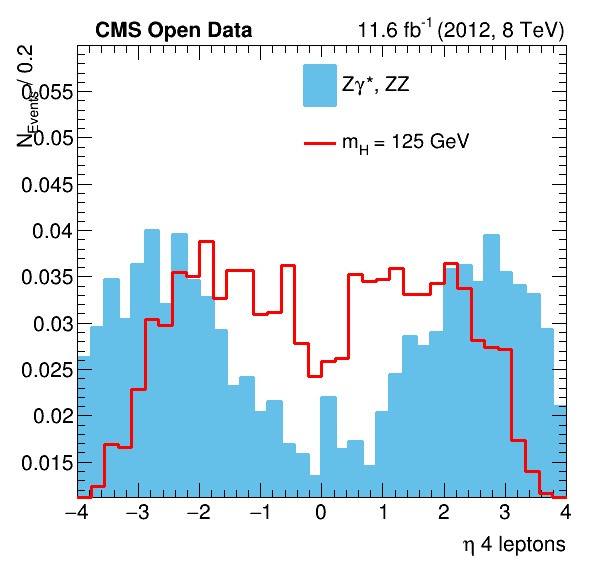 CMS Open Data 11.6 fb⁻¹ (2012, 8 TeV)
N_Events / 0.2
Zγ*, ZZ
m_H = 125 GeV
0.055
0.05
0.045
0.04
0.035
0.03
0.025
0.02
0.015
−4 −3 −2 −1 0 1 2 3 4
η 4 leptons